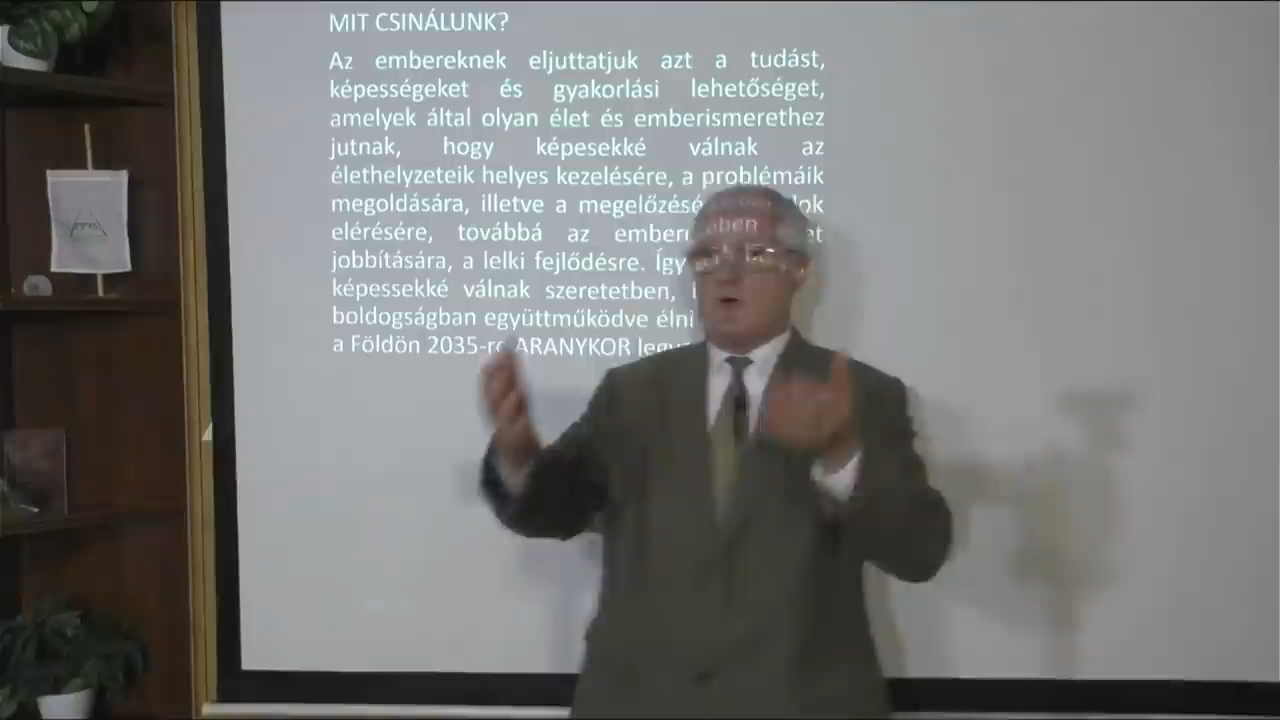 MIT CSINÁLUNK?
Az embereknek eljuttatjuk azt a tudást,
képességeket és gyakorlási lehetőséget,
amelyek által olyan élet és emberismerethez
jutnak, hogy képesekké válnak az
élethelyzeteik helyes kezelésére, a problémáik
megoldására, illetve a
elérésére, továbbá az
jobbítására, a lelki fejlődésre. Így
képessekké válnak szeretetben,
boldogságban együttműködve élni
a Földön 2035-re ARANYKOR